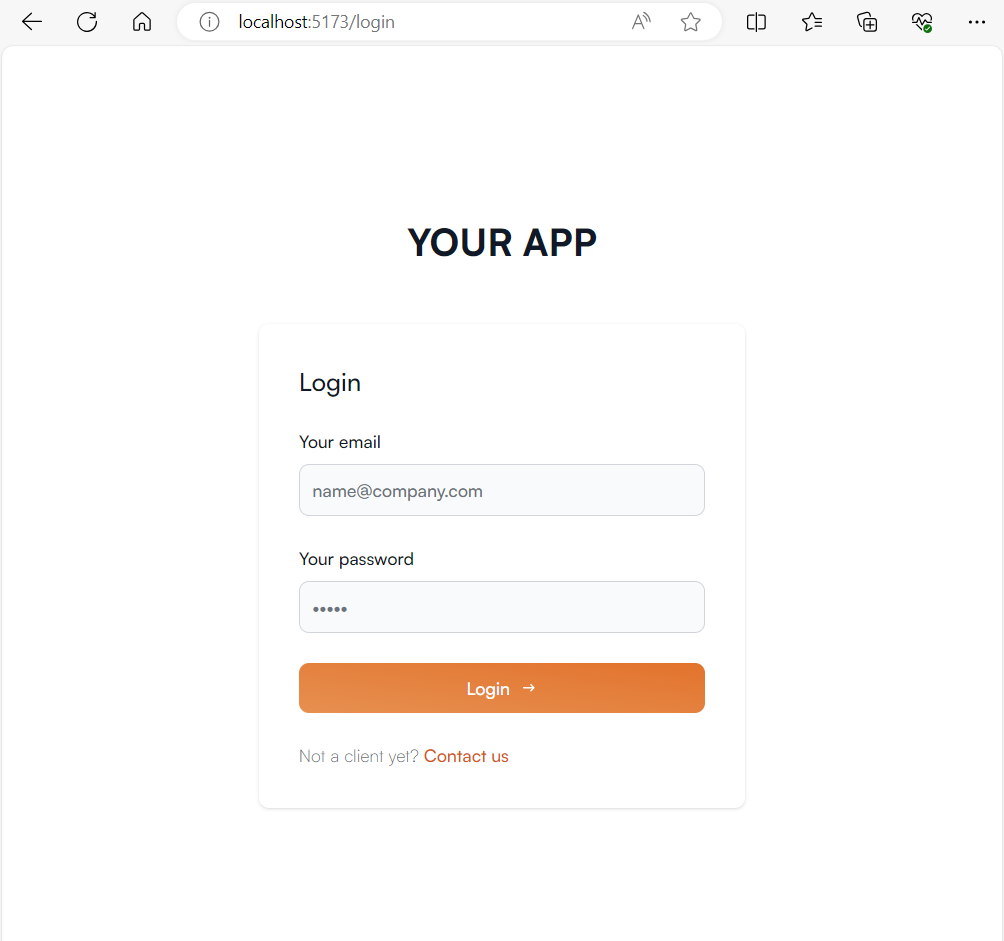 localhost:5173/login
YOUR APP
Login
Your email
name@company.com
Your password
•••••
Login →
Not a client yet? Contact us